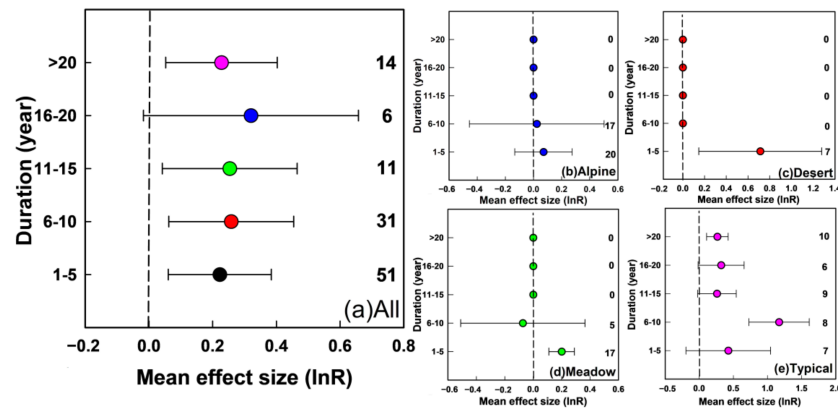 >20
14
16-20
6
11-15
11
6-10
31
1-5
51
Duration (year)
(a)All
-0.2 0.0 0.2 0.4 0.6 0.8
Mean effect size (lnR)
>20
0
16-20
0
11-15
0
6-10
17
1-5
20
Duration (year)
(b)Alpine
−0.6 −0.4 −0.2 0.0 0.2 0.4 0.6
Mean effect size (lnR)
>20
0
16-20
0
11-15
0
6-10
0
1-5
7
Duration (year)
(c)Desert
−0.2 0.0 0.2 0.4 0.6 0.8 1.0 1.2 1.4
Mean effect size (lnR)
>20
0
16-20
0
11-15
0
6-10
5
1-5
17
Duration (year)
(d)Meadow
−0.6 −0.4 −0.2 0.0 0.2 0.4 0.6
Mean effect size (lnR)
>20
10
16-20
6
11-15
9
6-10
8
1-5
7
Duration (year)
(e)Typical
−0.5 0.0 0.5 1.0 1.5 2.0
Mean effect size (lnR)